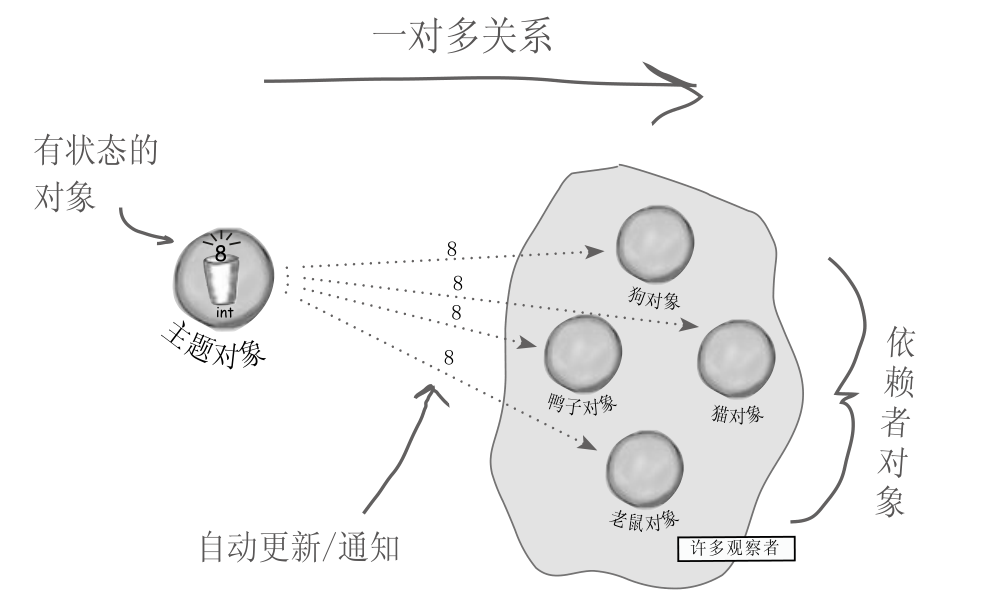 一对多关系
有状态的
对象
8
int
主题对象
8
8
8
8
狗对象
鸭子对象
猫对象
老鼠对象
依赖者对象
自动更新/通知
许多观察者